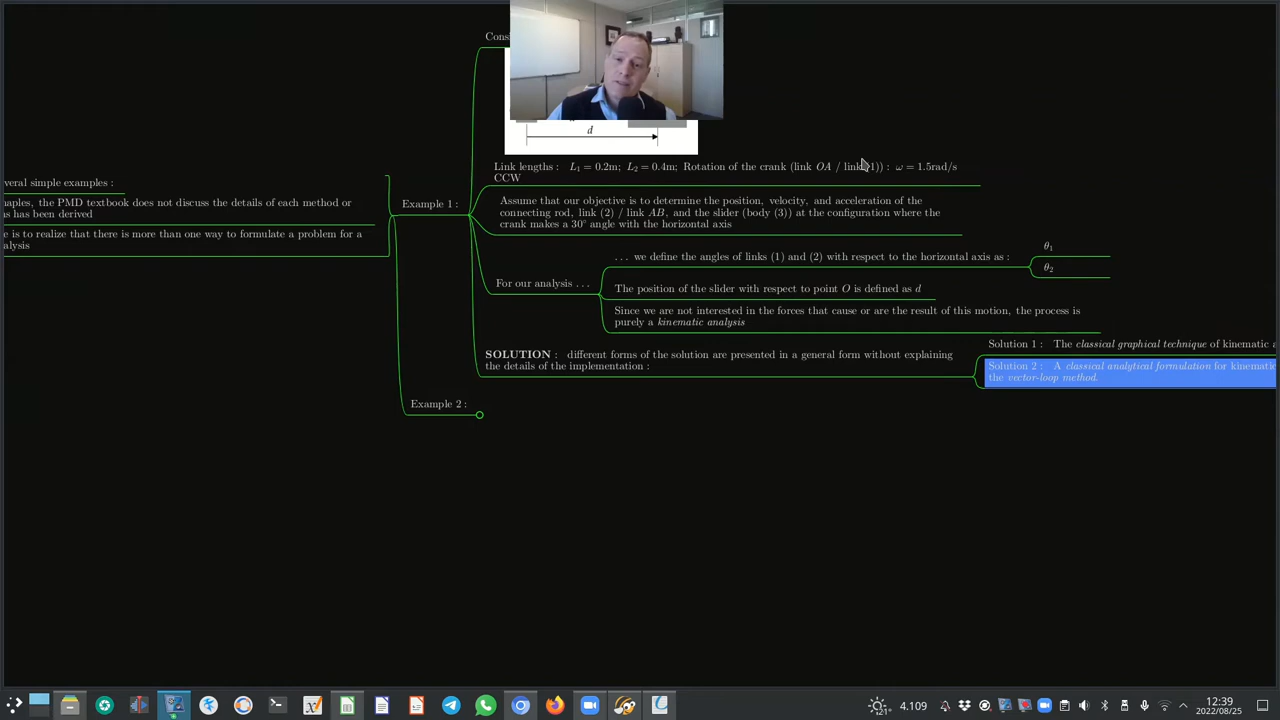 Cons
d
Link lengths : L₁ = 0.2m; L₂ = 0.4m; Rotation of the crank (link OA / link (1)) : ω = 1.5rad/s
CCW
Assume that our objective is to determine the position, velocity, and acceleration of the
connecting rod, link (2) / link AB, and the slider (body (3)) at the configuration where the
crank makes a 30° angle with the horizontal axis
everal simple examples :
maples, the PMD textbook does not discuss the details of each method or
as has been derived
e is to realize that there is more than one way to formulate a problem for a
alysis
Example 1 :
For our analysis ...
... we define the angles of links (1) and (2) with respect to the horizontal axis as :
θ₁
θ₂
The position of the slider with respect to point O is defined as d
Since we are not interested in the forces that cause or are the result of this motion, the process is
purely a kinematic analysis
SOLUTION : different forms of the solution are presented in a general form without explaining
the details of the implementation :
Solution 1 : The classical graphical technique of kinematic
Solution 2 : A classical analytical formulation for kinematic
the vector-loop method.
Example 2 :
4.109
12:39
2022/08/25